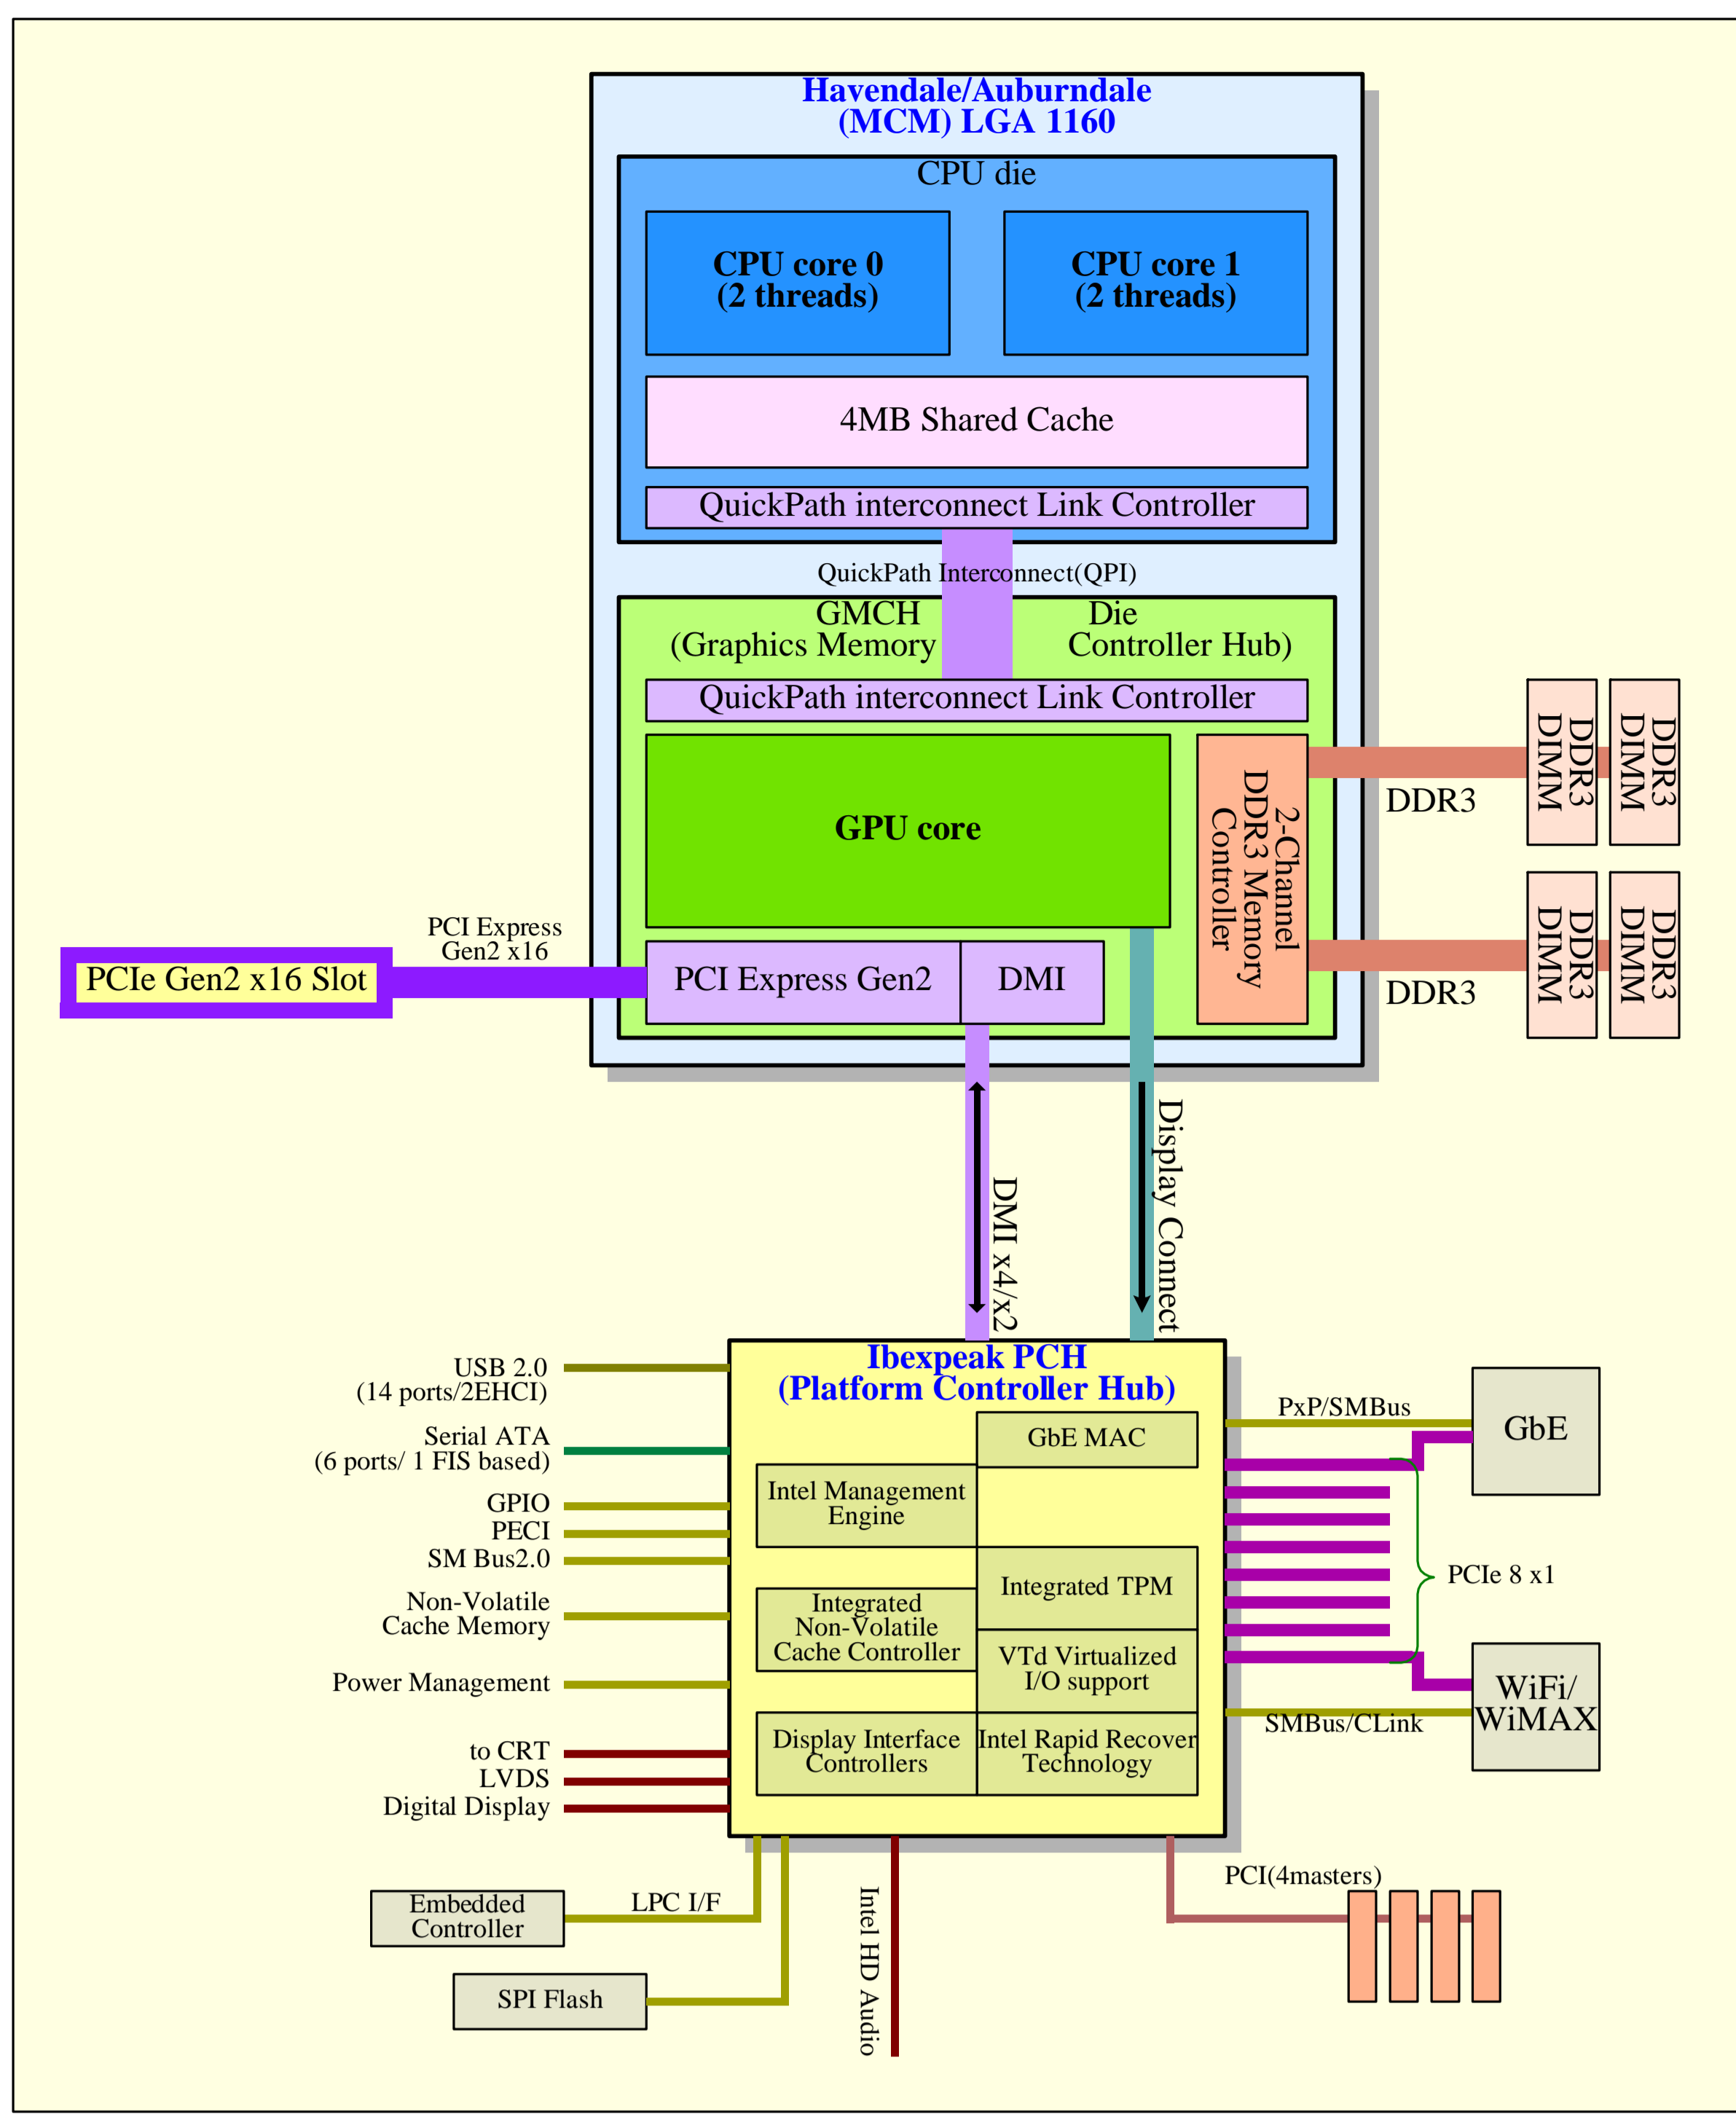 Havendale/Auburndale
(MCM) LGA 1160
CPU die
CPU core 0
(2 threads)
CPU core 1
(2 threads)
4MB Shared Cache
QuickPath interconnect Link Controller
QuickPath Interconnect(QPI)
GMCH Die
(Graphics Memory Controller Hub)
QuickPath interconnect Link Controller
GPU core
2-Channel
DDR3 Memory
Controller
DDR3
DDR3
DIMM
DDR3
DIMM
DDR3
DDR3
DIMM
DDR3
DIMM
PCI Express
Gen2 x16
PCIe Gen2 x16 Slot
PCI Express Gen2
DMI
DMI x4/x2
Display Connect
Ibexpeak PCH
(Platform Controller Hub)
GbE MAC
Intel Management
Engine
Integrated TPM
Integrated
Non-Volatile
Cache Controller
VTd Virtualized
I/O support
Display Interface
Controllers
Intel Rapid Recover
Technology
USB 2.0
(14 ports/2EHCI)
Serial ATA
(6 ports/ 1 FIS based)
GPIO
PECI
SM Bus2.0
Non-Volatile
Cache Memory
Power Management
to CRT
LVDS
Digital Display
PxP/SMBus
GbE
PCIe 8 x1
WiFi/
WiMAX
SMBus/CLink
Embedded
Controller
LPC I/F
SPI Flash
Intel HD Audio
PCI(4masters)